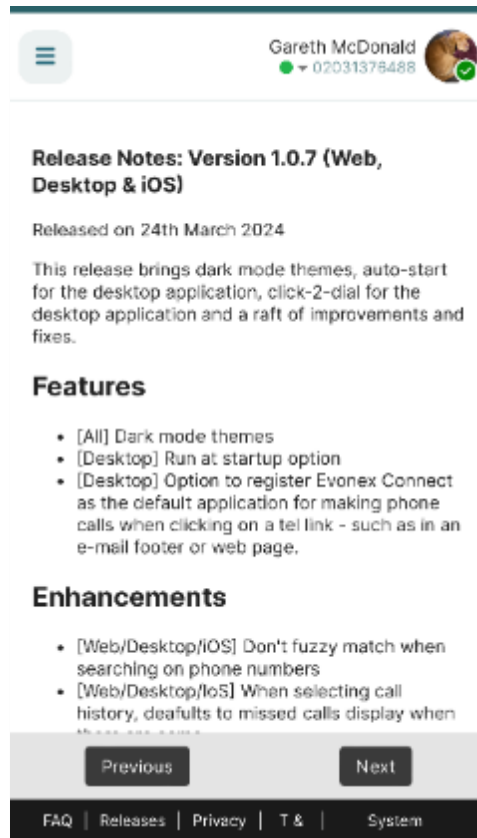 Gareth McDonald
02031376488
Release Notes: Version 1.0.7 (Web,
Desktop & iOS)
Released on 24th March 2024
This release brings dark mode themes, auto-start
for the desktop application, click-2-dial for the
desktop application and a raft of improvements and
fixes.
Features
• [All] Dark mode themes
• [Desktop] Run at startup option
• [Desktop] Option to register Evonex Connect
as the default application for making phone
calls when clicking on a tel link - such as in an
e-mail footer or web page.
Enhancements
• [Web/Desktop/iOS] Don't fuzzy match when
searching on phone numbers
• [Web/Desktop/IoS] When selecting call
history, deafults to missed calls display when
Previous Next
FAQ | Releases | Privacy | T & | System